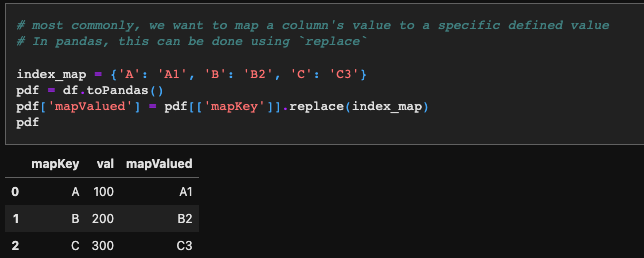 # most commonly, we want to map a column's value to a specific defined value
# In pandas, this can be done using `replace`
index_map = {'A': 'A1', 'B': 'B2', 'C': 'C3'}
pdf = df.toPandas()
pdf['mapValued'] = pdf[['mapKey']].replace(index_map)
pdf
mapKey val mapValued
0 A 100 A1
1 B 200 B2
2 C 300 C3